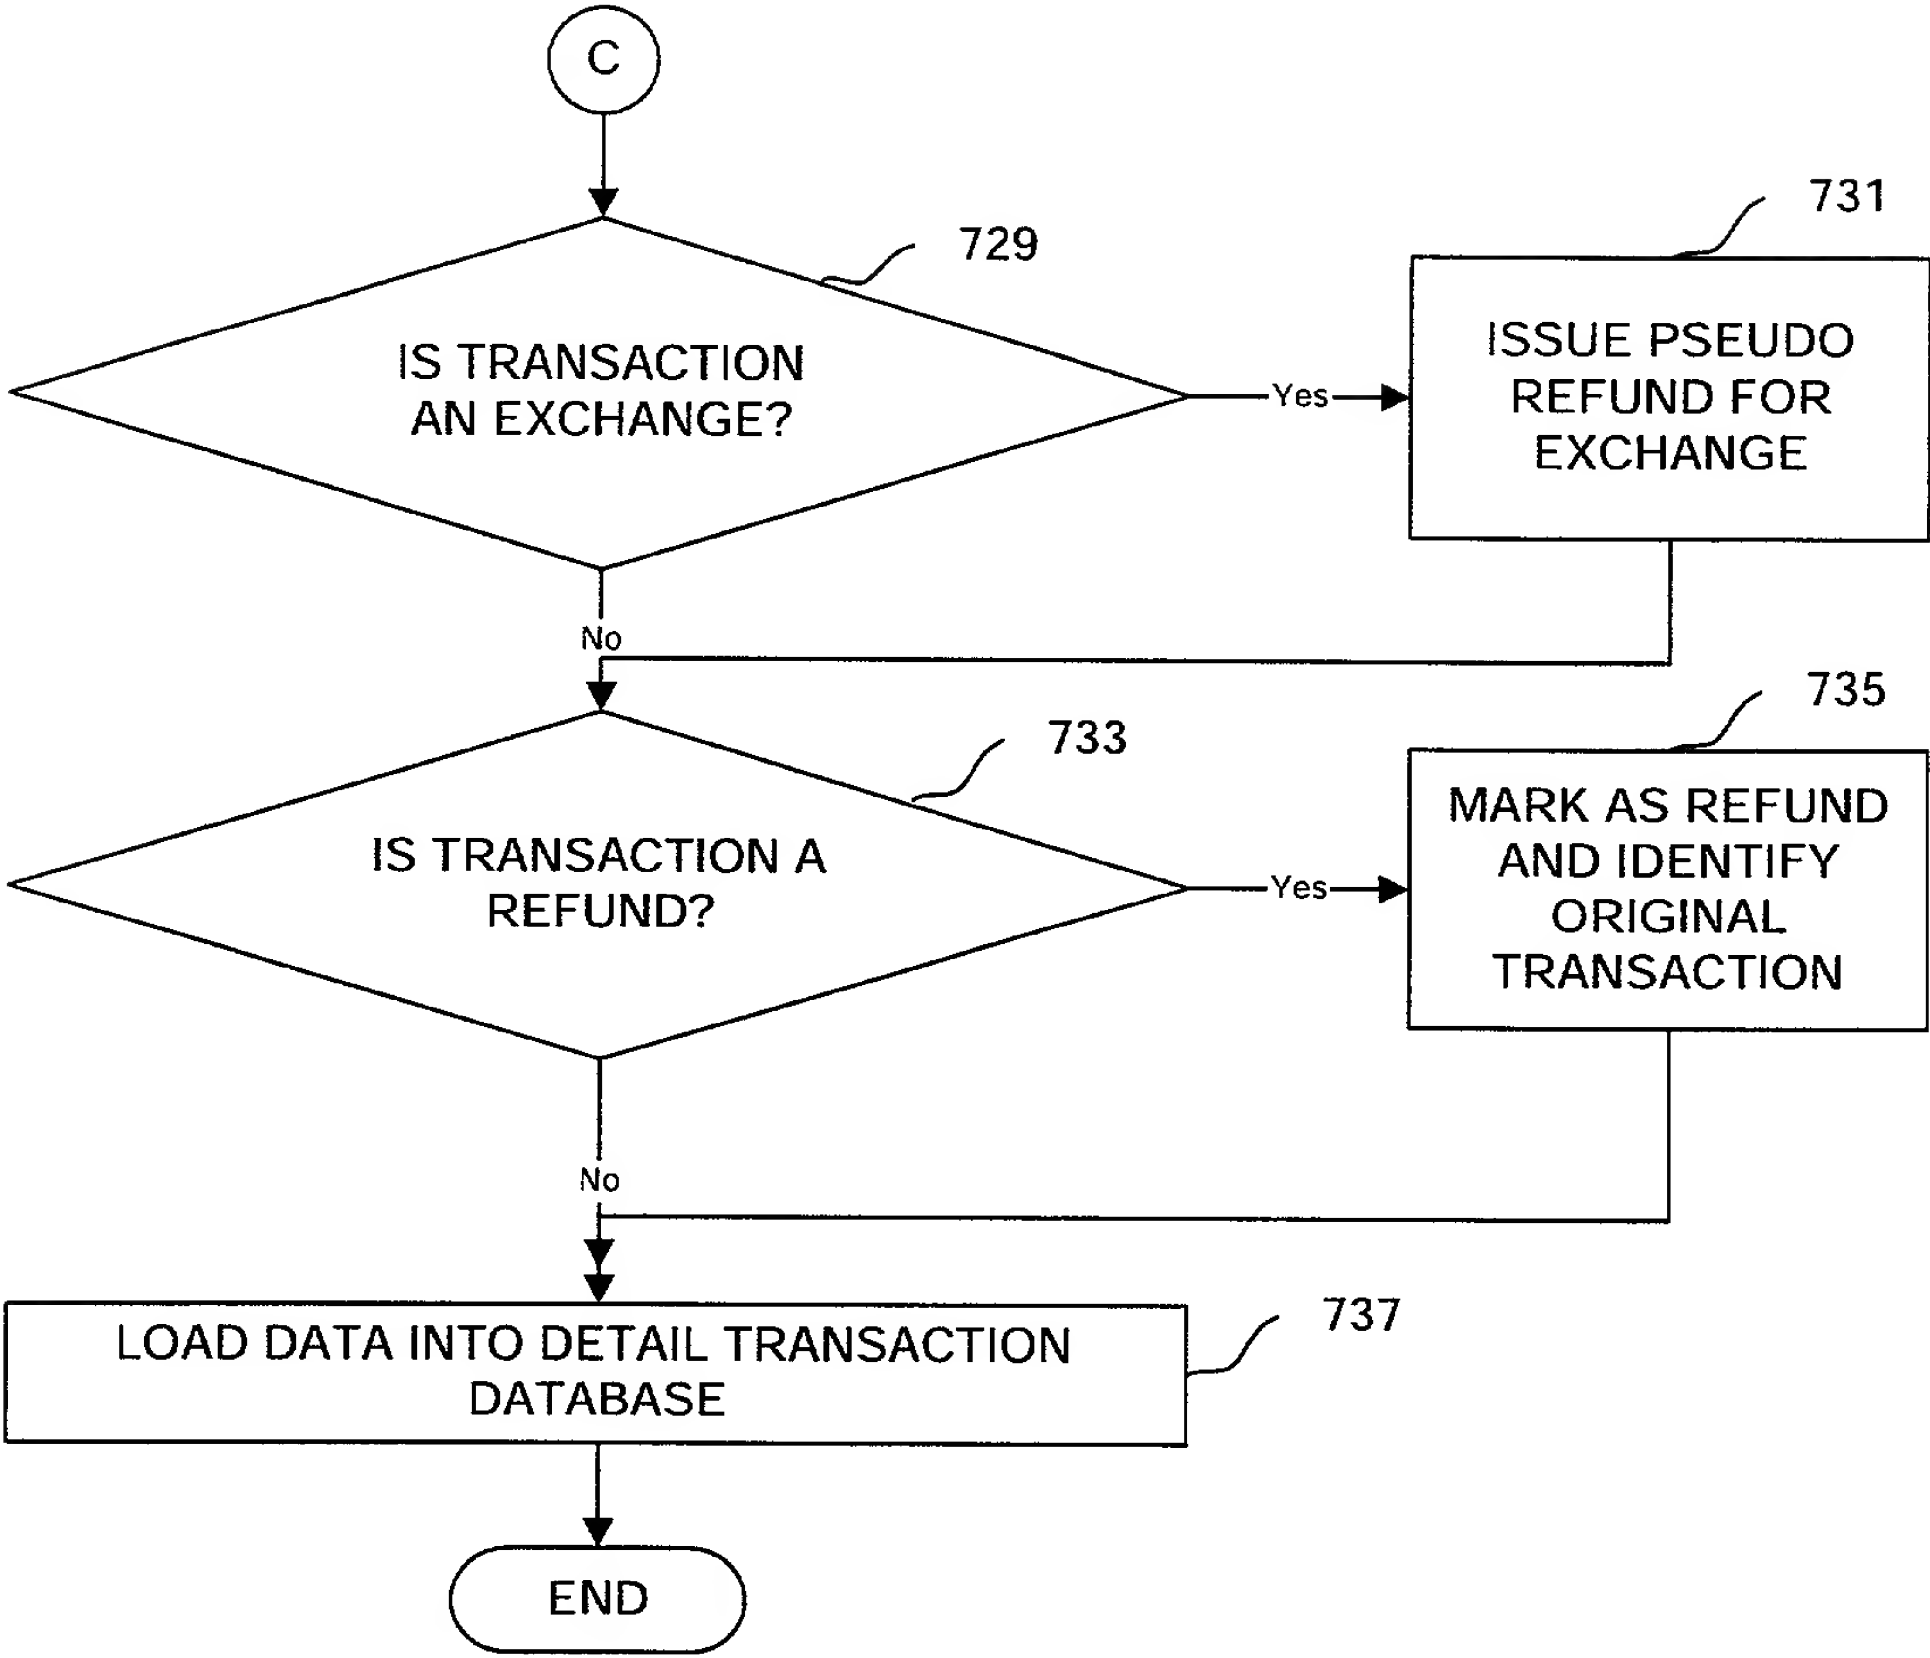 C
729
731
IS TRANSACTION
AN EXCHANGE?
Yes
ISSUE PSEUDO
REFUND FOR
EXCHANGE
No
733
735
IS TRANSACTION A
REFUND?
Yes
MARK AS REFUND
AND IDENTIFY
ORIGINAL
TRANSACTION
No
737
LOAD DATA INTO DETAIL TRANSACTION
DATABASE
END